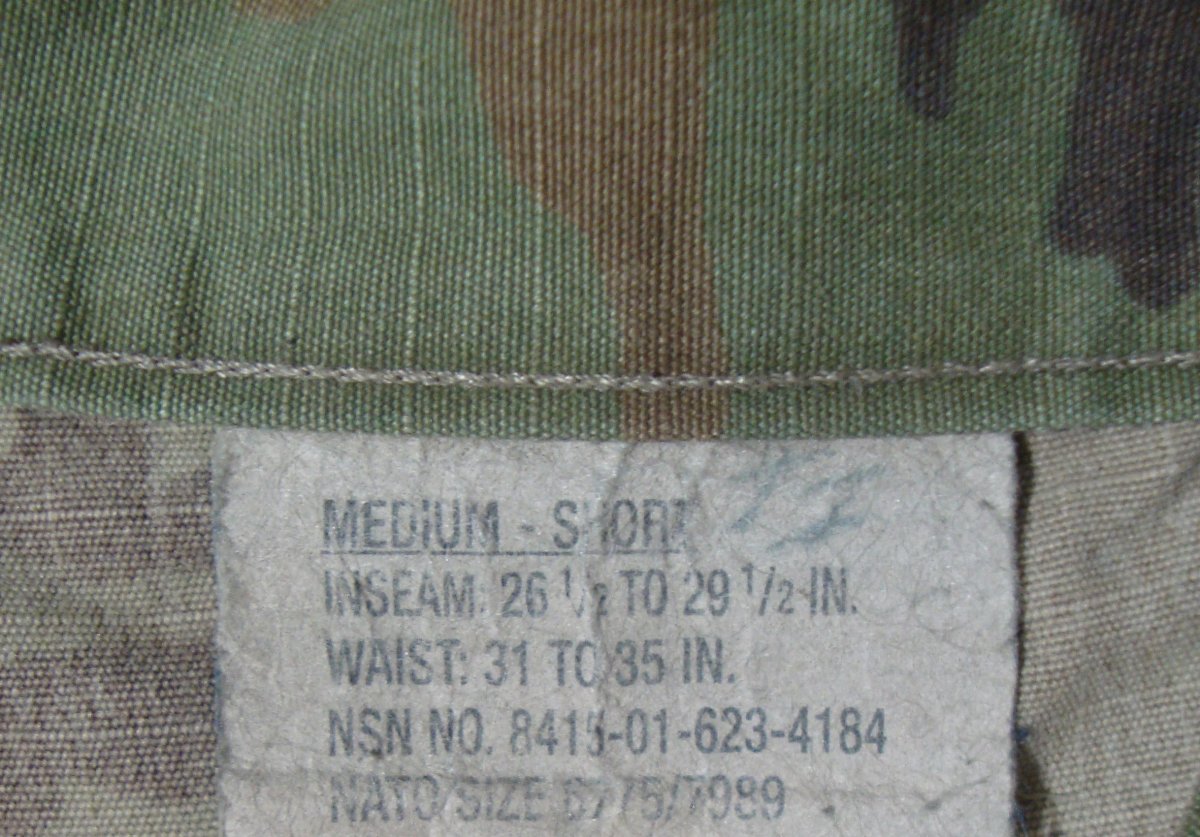 MEDIUM - SHORT
INSEAM: 26 1/2 TO 29 1/2 IN.
WAIST: 31 TO 35 IN.
NSN NO. 8415-01-623-4184
NATO SIZE 6775/7989